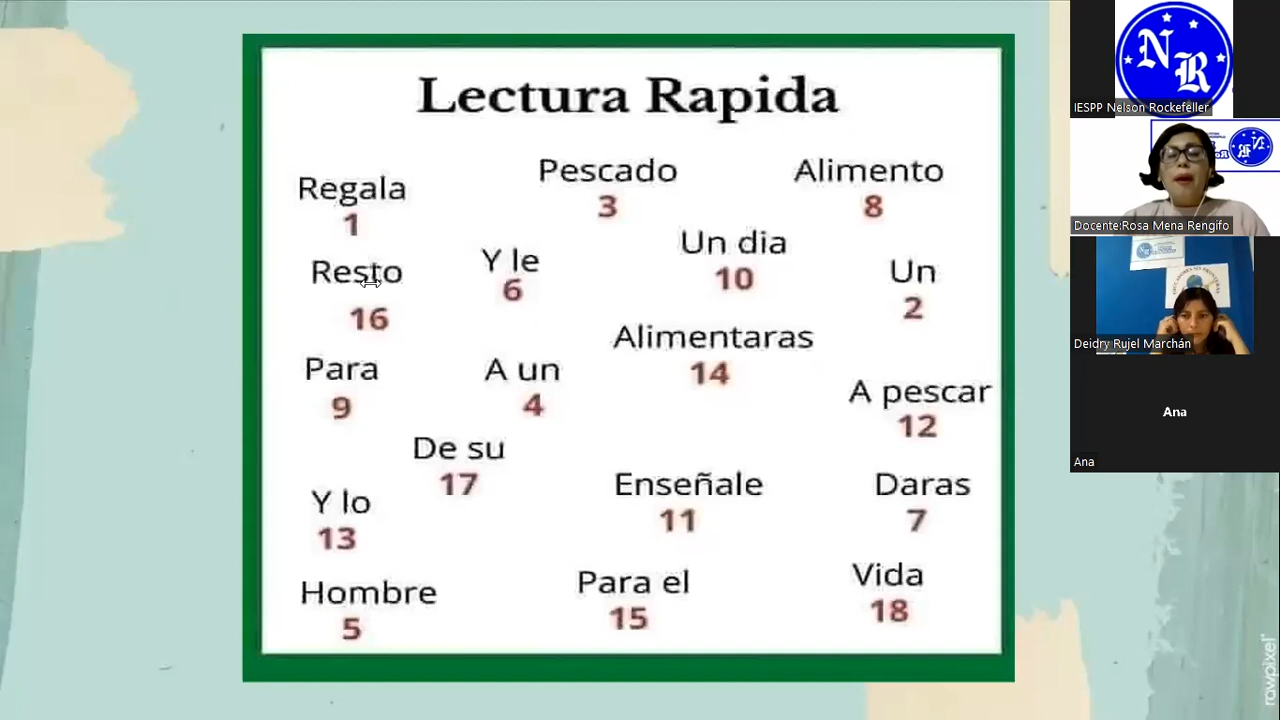 Lectura Rapida
Regala
1
Pescado
3
Alimento
8
Resto
16
Y le
6
Un dia
10
Un
2
Para
9
A un
4
Alimentaras
14
A pescar
12
De su
17
Y lo
13
Enseñale
11
Daras
7
Hombre
5
Para el
15
Vida
18
NR
IESPP Nelson Rockefeller
Docente:Rosa Mena Rengifo
Deidry Rujel Marchán
Ana
Ana
rawpixel